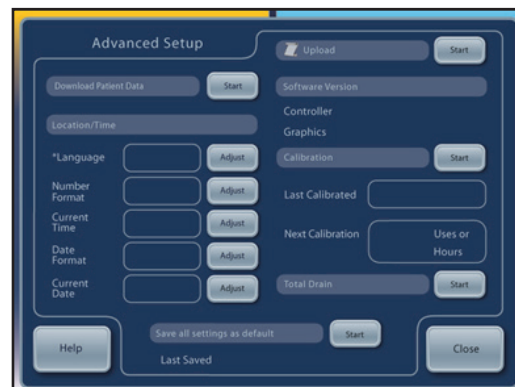 Advanced Setup
Download Patient Data
Start
Location/Time
*Language
Adjust
Number
Format
Adjust
Current
Time
Adjust
Date
Format
Adjust
Current
Date
Adjust
Upload
Start
Software Version
Controller
Graphics
Calibration
Start
Last Calibrated
Next Calibration
Uses or
Hours
Total Drain
Start
Save all settings as default
Start
Last Saved
Help
Close